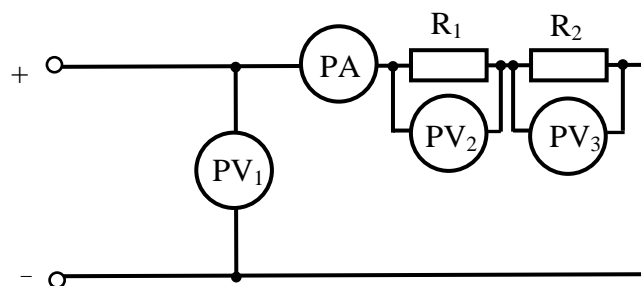 R₁ R₂
+ PA
PV₂ PV₃
PV₁
−